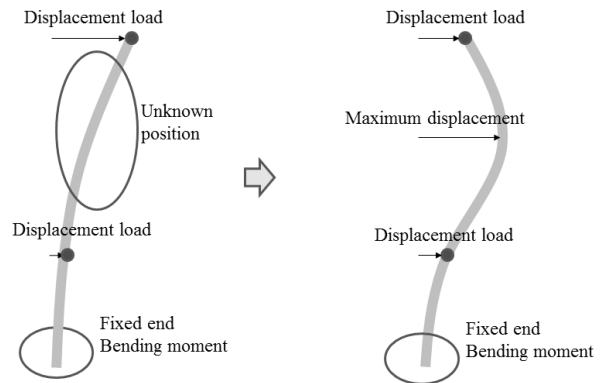 Displacement load
Unknown
position
Displacement load
Fixed end
Bending moment
Displacement load
Maximum displacement
Displacement load
Fixed end
Bending moment